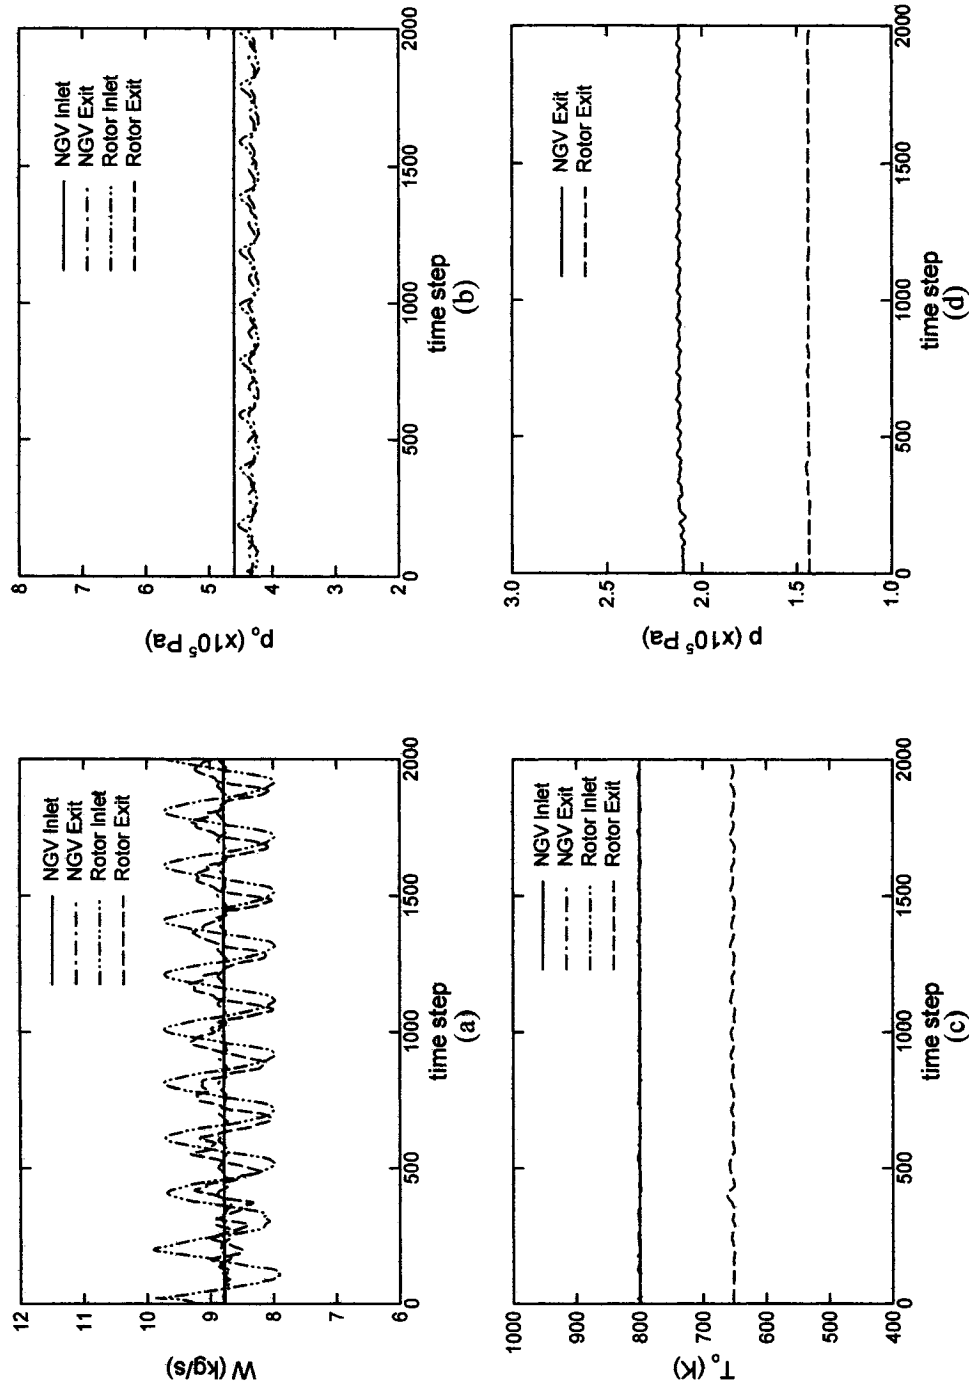 12
11
10
9
8
7
6
W (kg/s)
NGV Inlet
NGV Exit
Rotor Inlet
Rotor Exit
0
500
1000
1500
2000
time step
(a)
8
7
6
5
4
3
2
pₒ (x10⁵ Pa)
NGV Inlet
NGV Exit
Rotor Inlet
Rotor Exit
0
500
1000
1500
2000
time step
(b)
1000
900
800
700
600
500
400
Tₒ (K)
NGV Inlet
NGV Exit
Rotor Inlet
Rotor Exit
0
500
1000
1500
2000
time step
(c)
3.0
2.5
2.0
1.5
1.0
p (x10⁵ Pa)
NGV Exit
Rotor Exit
0
500
1000
1500
2000
time step
(d)